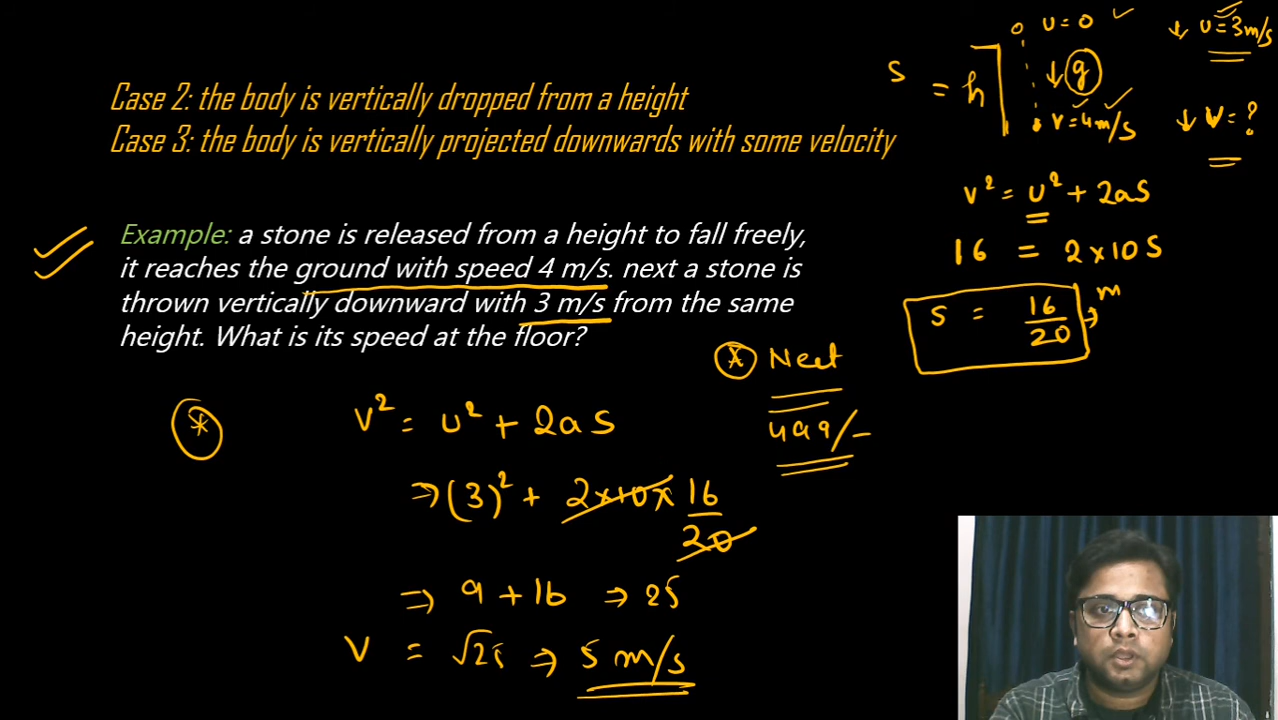 Case 2: the body is vertically dropped from a height
Case 3: the body is vertically projected downwards with some velocity
Example: a stone is released from a height to fall freely,
it reaches the ground with speed 4 m/s. next a stone is
thrown vertically downward with 3 m/s from the same
height. What is its speed at the floor?
u = 0 ✓
↓ u = 3 m/s
s = h
↓ g
v = 4 m/s
↓ v = ?
v² = u² + 2as
16 = 2×10 s
s = 16/20 → m
* Neet
499/-
*
v² = u² + 2as
⇒ (3)² + 2×10× 16/20
⇒ 9 + 16 ⇒ 25
v = √25 ⇒ 5 m/s